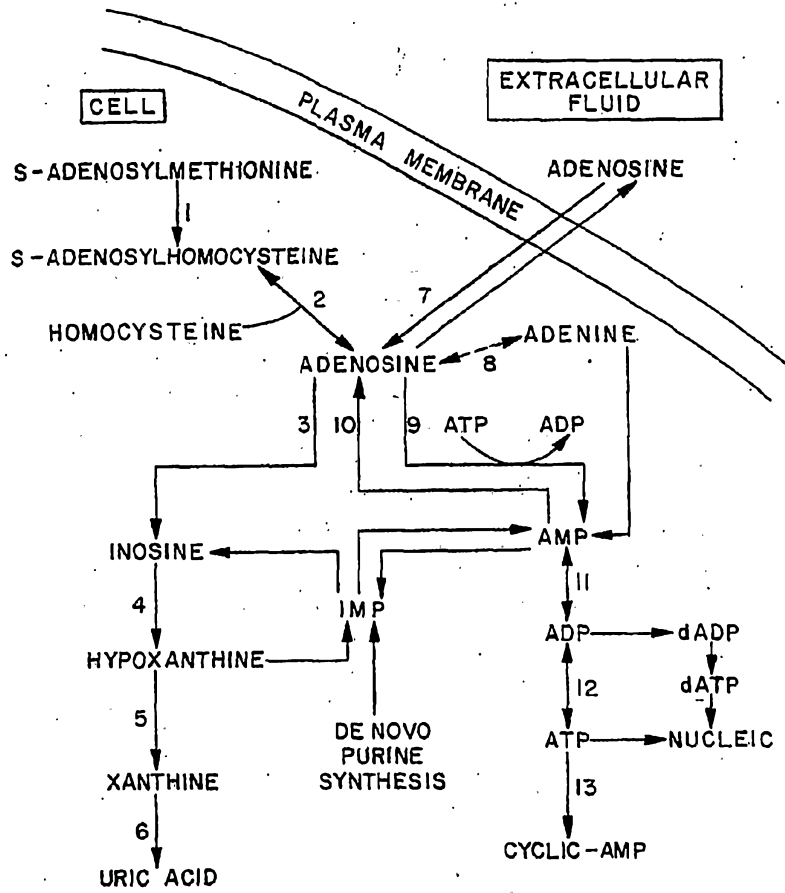 CELL
EXTRACELLULAR
FLUID
PLASMA MEMBRANE
S-ADENOSYLMETHIONINE
ADENOSINE
1
S-ADENOSYLHOMOCYSTEINE
2
7
HOMOCYSTEINE
ADENINE
ADENOSINE
8
3
10
9
ATP
ADP
INOSINE
AMP
4
IMP
11
HYPOXANTHINE
ADP
dADP
5
12
dATP
DE NOVO
PURINE
SYNTHESIS
ATP
NUCLEIC
XANTHINE
13
6
CYCLIC-AMP
URIC ACID